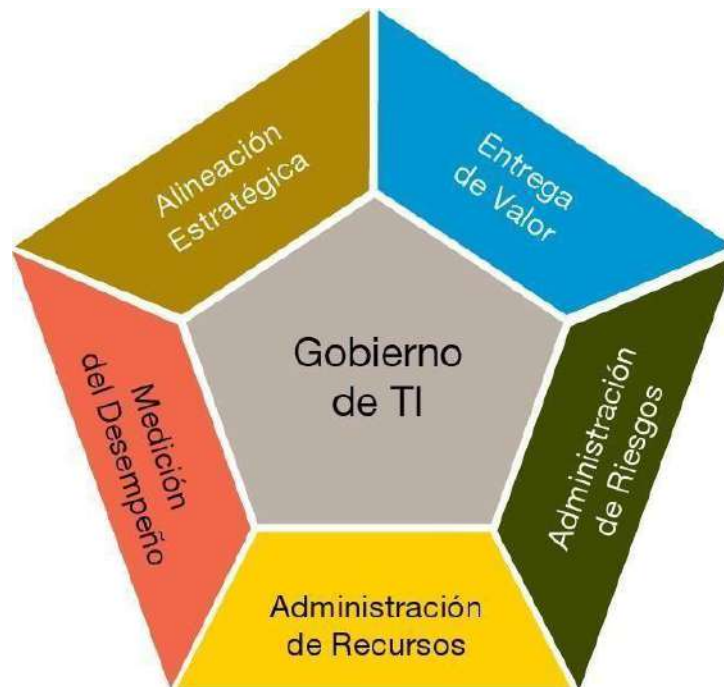 Alineación
Estratégica
Entrega
de Valor
Gobierno
de TI
Medición
del Desempeño
Administración
de Riesgos
Administración
de Recursos